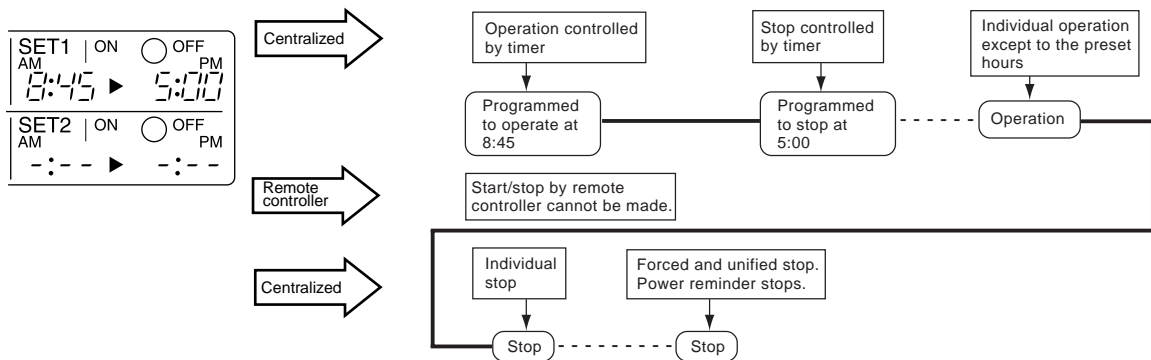 SET1 | ON ◯ OFF
AM PM
8:45 ▶ 5:00
SET2 | ON ◯ OFF
AM PM
-:-- ▶ -:--
Centralized
Operation controlled
by timer
Stop controlled
by timer
Individual operation
except to the preset
hours
Programmed
to operate at
8:45
Programmed
to stop at
5:00
Operation
Remote
controller
Start/stop by remote
controller cannot be made.
Centralized
Individual
stop
Forced and unified stop.
Power reminder stops.
Stop
Stop